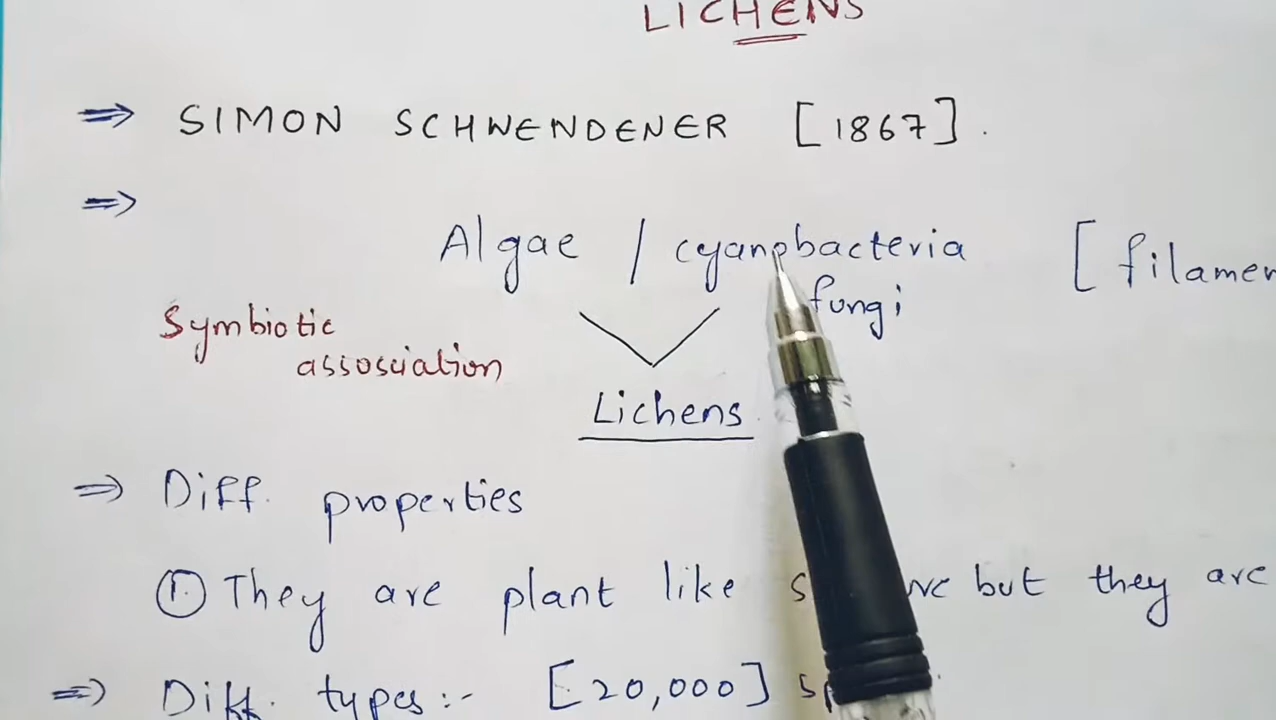 LICHENS
⇒ SIMON SCHWENDENER [1867].
⇒
Algae / cyanobacteria [filamen
fungi
Symbiotic
assosciation
Lichens
⇒ Diff. properties
① They are plant like but they are
⇒ Diff. types:- [20,000]